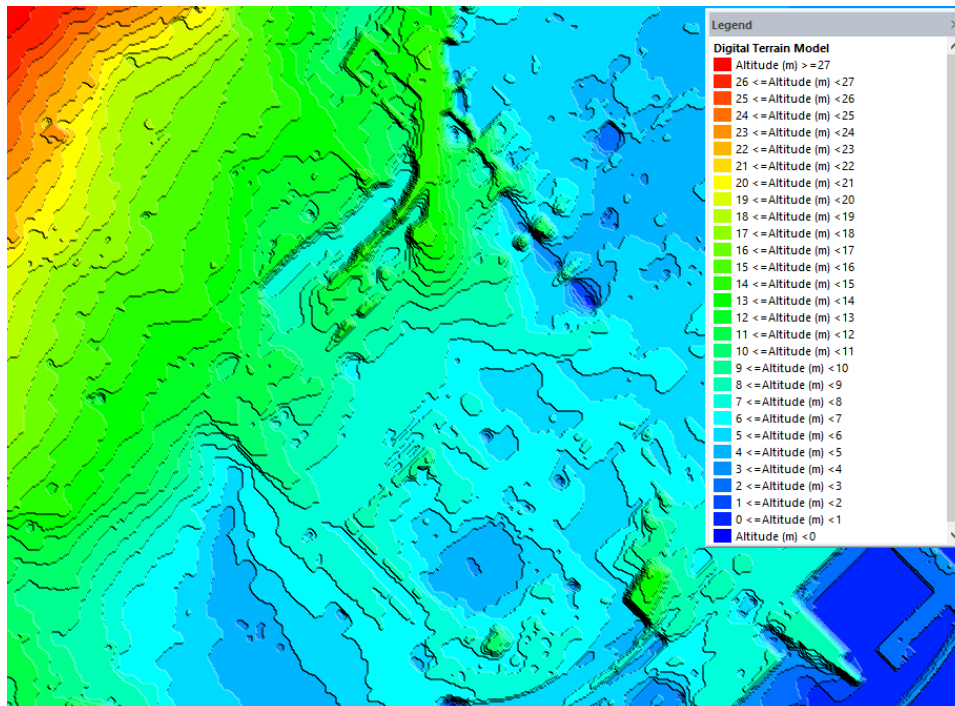 Legend
Digital Terrain Model
Altitude (m) >=27
26 <=Altitude (m) <27
25 <=Altitude (m) <26
24 <=Altitude (m) <25
23 <=Altitude (m) <24
22 <=Altitude (m) <23
21 <=Altitude (m) <22
20 <=Altitude (m) <21
19 <=Altitude (m) <20
18 <=Altitude (m) <19
17 <=Altitude (m) <18
16 <=Altitude (m) <17
15 <=Altitude (m) <16
14 <=Altitude (m) <15
13 <=Altitude (m) <14
12 <=Altitude (m) <13
11 <=Altitude (m) <12
10 <=Altitude (m) <11
9 <=Altitude (m) <10
8 <=Altitude (m) <9
7 <=Altitude (m) <8
6 <=Altitude (m) <7
5 <=Altitude (m) <6
4 <=Altitude (m) <5
3 <=Altitude (m) <4
2 <=Altitude (m) <3
1 <=Altitude (m) <2
0 <=Altitude (m) <1
Altitude (m) <0